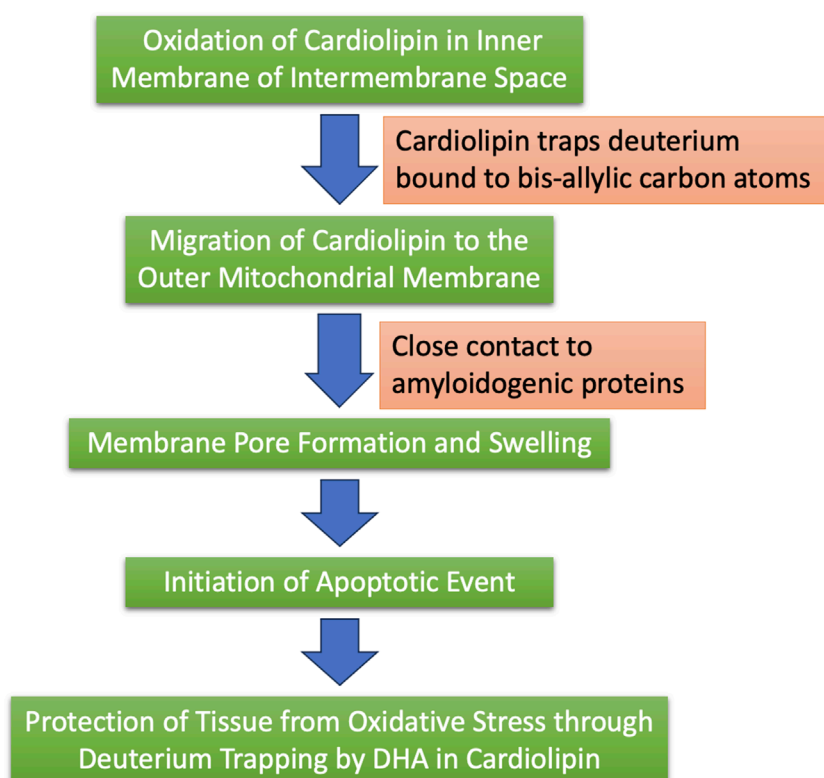 Oxidation of Cardiolipin in Inner
Membrane of Intermembrane Space
Cardiolipin traps deuterium
bound to bis-allylic carbon atoms
Migration of Cardiolipin to the
Outer Mitochondrial Membrane
Close contact to
amyloidogenic proteins
Membrane Pore Formation and Swelling
Initiation of Apoptotic Event
Protection of Tissue from Oxidative Stress through
Deuterium Trapping by DHA in Cardiolipin